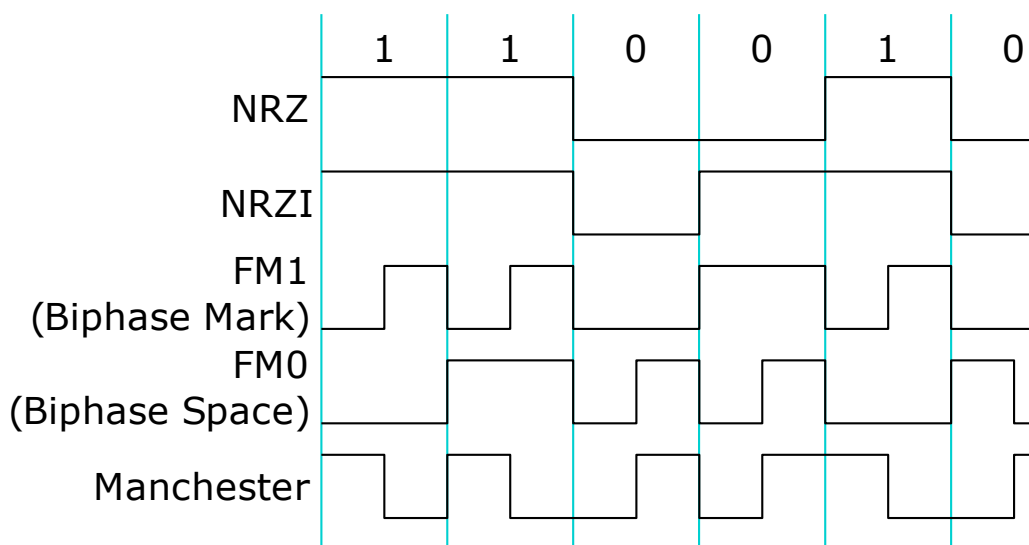 1 1 0 0 1 0
NRZ
NRZI
FM1
(Biphase Mark)
FM0
(Biphase Space)
Manchester